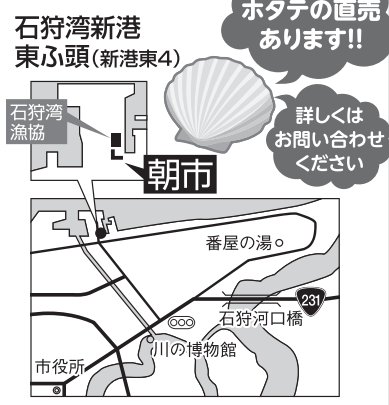 ホタテの直売
あります!!
石狩湾新港
東ふ頭(新港東4)
石狩湾
漁協
朝市
詳しくは
お問い合わせ
ください
番屋の湯
231
石狩河口橋
川の博物館
市役所